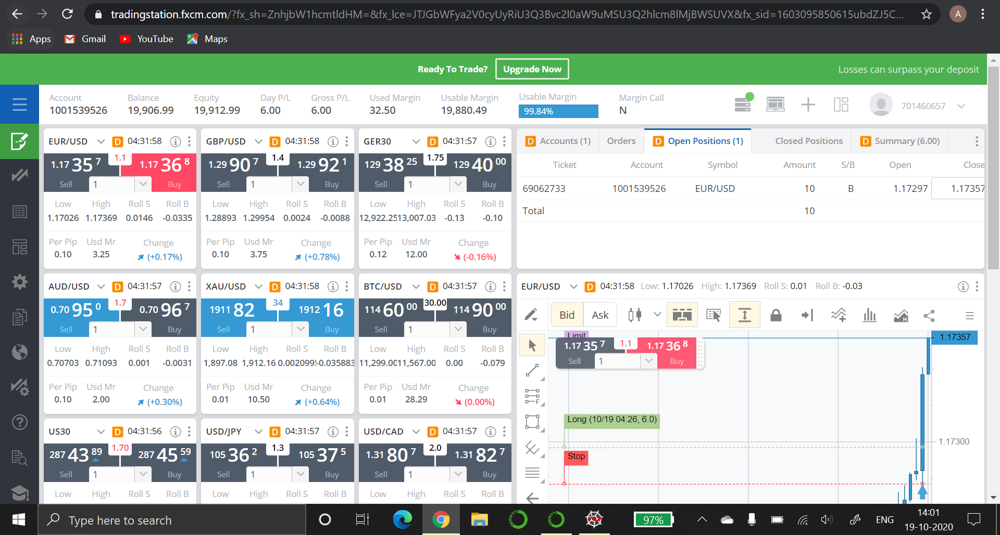 tradingstation.fxcm.com/?fx_sh=ZnhjbW1hcmtldHM=&fx_lce=JTJGbWFya2V0cyUyRiU3Q3Bvc2l0aW9uMSU3Q2hlcm8lMjBWSUVX&fx_sid=1603095850615ubdZJ5C...
A
Apps Gmail YouTube Maps
Ready To Trade? Upgrade Now Losses can surpass your deposit
Account Balance Equity Day P/L Gross P/L Used Margin Usable Margin Usable Margin Margin Call
1001539526 19,906.99 19,912.99 6.00 6.00 32.50 19,880.49 99.84% N 701460657
EUR/USD D 04:31:58
1.17 35 7 1.1 1.17 36 8
Sell 1 Buy
Low High Roll S Roll B
1.17026 1.17369 0.0146 -0.0335
Per Pip Usd Mr Change
0.10 3.25 (+0.17%)
GBP/USD D 04:31:58
1.29 90 7 1.4 1.29 92 1
Sell 1 Buy
Low High Roll S Roll B
1.28893 1.29954 0.0024 -0.0088
Per Pip Usd Mr Change
0.10 3.75 (+0.78%)
GER30 D 04:31:57
129 38 25 1.75 129 40 00
Sell 1 Buy
Low High Roll S Roll B
12,922.25 13,007.03 -0.13 -0.10
Per Pip Usd Mr Change
0.12 12.00 (-0.16%)
D Accounts (1) Orders D Open Positions (1) Closed Positions D Summary (6.00)
Ticket Account Symbol Amount S/B Open Close
69062733 1001539526 EUR/USD 10 B 1.17297 1.17357
Total 10
AUD/USD D 04:31:57
0.70 95 0 1.7 0.70 96 7
Sell 1 Buy
Low High Roll S Roll B
0.70703 0.71093 0.001 -0.0031
Per Pip Usd Mr Change
0.10 2.00 (+0.30%)
XAU/USD D 04:31:58
1911 82 34 1912 16
Sell 1 Buy
Low High Roll S Roll B
1,897.08 1,912.16 0.002099 -0.035883
Per Pip Usd Mr Change
0.01 10.50 (+0.64%)
BTC/USD D 04:31:57
114 60 00 30.00 114 90 00
Sell 1 Buy
Low High Roll S Roll B
11,299.00 11,567.00 0.00 -0.079
Per Pip Usd Mr Change
0.01 28.29 (0.00%)
EUR/USD D 04:31:58 Low: 1.17026 High: 1.17369 Roll S: 0.01 Roll B: -0.03
Bid Ask
Limit
1.17 35 7 1.1 1.17 36 8
Sell 1 Buy
1.17357
Long (10/19 04:26, 6.0)
1.17300
Stop
US30 D 04:31:56
287 43 89 1.70 287 45 59
Sell 1 Buy
Low High Roll S Roll B
USD/JPY D 04:31:57
105 36 2 1.3 105 37 5
Sell 1 Buy
Low High Roll S Roll B
USD/CAD D 04:31:57
1.31 80 7 2.0 1.31 82 7
Sell 1 Buy
Low High Roll S Roll B
Type here to search
97%
ENG
14:01
19-10-2020